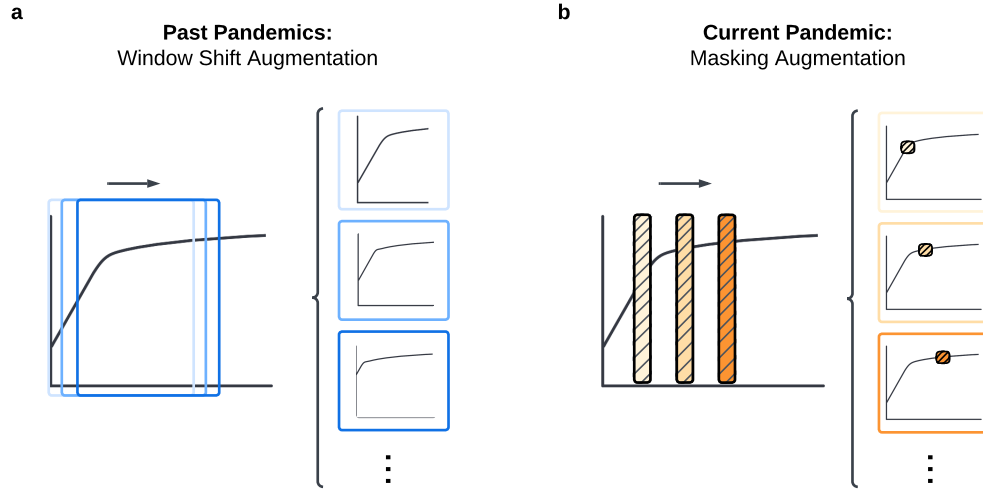 a
Past Pandemics:
Window Shift Augmentation
b
Current Pandemic:
Masking Augmentation